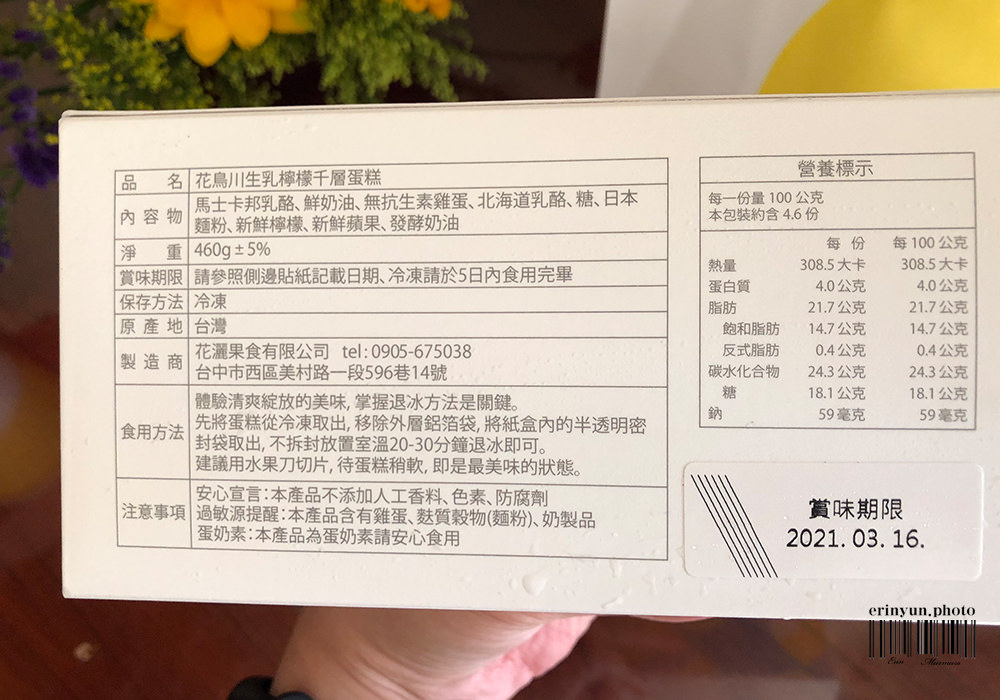 品名 花鳥川生乳檸檬千層蛋糕
內容物 馬士卡邦乳酪、鮮奶油、無抗生素雞蛋、北海道乳酪、糖、日本
麵粉、新鮮檸檬、新鮮蘋果、發酵奶油
淨重 460g±5%
賞味期限 請參照側邊貼紙記載日期、冷凍請於5日內食用完畢
保存方法 冷凍
原產地 台灣
製造商 花灑果食有限公司 tel:0905-675038
台中市西區美村路一段596巷14號
食用方法 體驗清爽綻放的美味,掌握退冰方法是關鍵。
先將蛋糕從冷凍取出,移除外層鋁箔袋,將紙盒內的半透明密
封袋取出,不拆封放置室溫20-30分鐘退冰即可。
建議用水果刀切片,待蛋糕稍軟,即是最美味的狀態。
注意事項 安心宣言:本產品不添加人工香料、色素、防腐劑
過敏源提醒:本產品含有雞蛋、麩質穀物(麵粉)、奶製品
蛋奶素:本產品為蛋奶素請安心食用
營養標示
每一份量 100 公克
本包裝約含 4.6 份
每份 每 100 公克
熱量 308.5 大卡 308.5 大卡
蛋白質 4.0 公克 4.0 公克
脂肪 21.7 公克 21.7 公克
飽和脂肪 14.7 公克 14.7 公克
反式脂肪 0.4 公克 0.4 公克
碳水化合物 24.3 公克 24.3 公克
糖 18.1 公克 18.1 公克
鈉 59 毫克 59 毫克
賞味期限
2021. 03. 16.
erinyun.photo